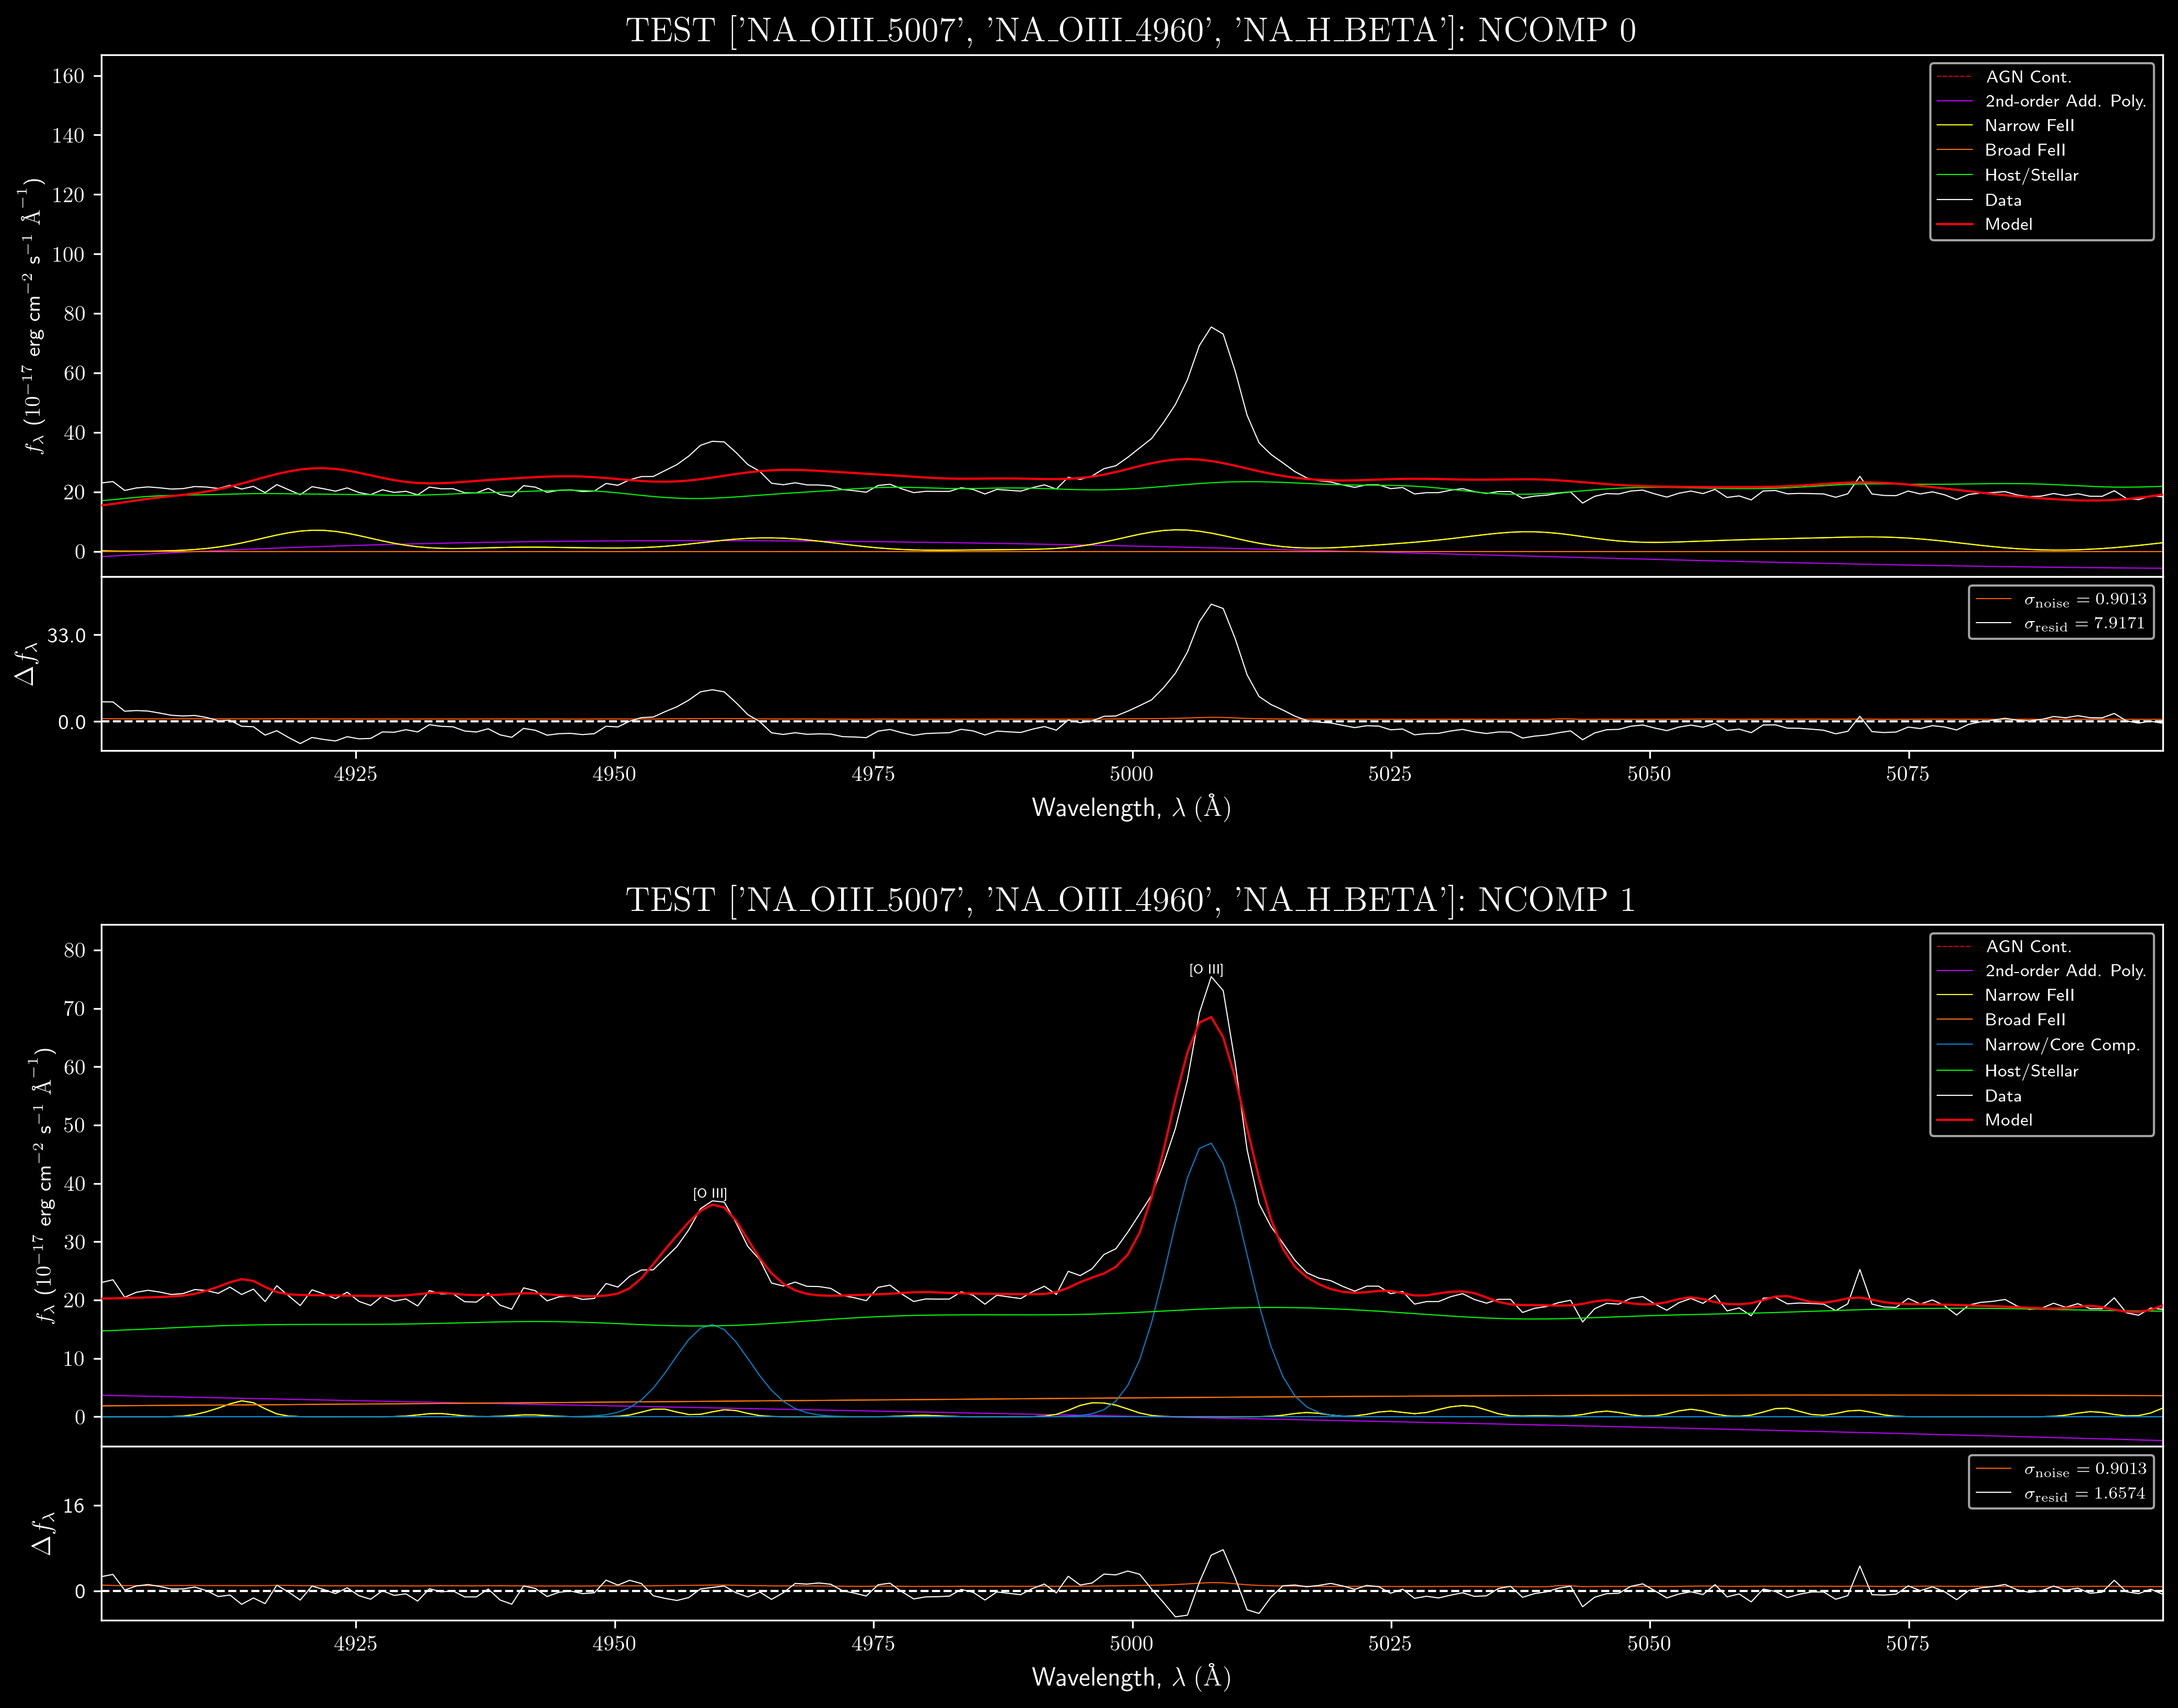 TEST ['NA_OIII_5007', 'NA_OIII_4960', 'NA_H_BETA']: NCOMP 0
160
140
120
100
80
60
40
20
0
fλ (10⁻¹⁷ erg cm⁻² s⁻¹ Å⁻¹)
AGN Cont.
2nd-order Add. Poly.
Narrow FeII
Broad FeII
Host/Stellar
Data
Model
33.0
0.0
Δfλ
σnoise = 0.9013
σresid = 7.9171
4925 4950 4975 5000 5025 5050 5075
Wavelength, λ (Å)
TEST ['NA_OIII_5007', 'NA_OIII_4960', 'NA_H_BETA']: NCOMP 1
80
70
60
50
40
30
20
10
0
fλ (10⁻¹⁷ erg cm⁻² s⁻¹ Å⁻¹)
[O III]
[O III]
AGN Cont.
2nd-order Add. Poly.
Narrow FeII
Broad FeII
Narrow/Core Comp.
Host/Stellar
Data
Model
16
0
Δfλ
σnoise = 0.9013
σresid = 1.6574
4925 4950 4975 5000 5025 5050 5075
Wavelength, λ (Å)